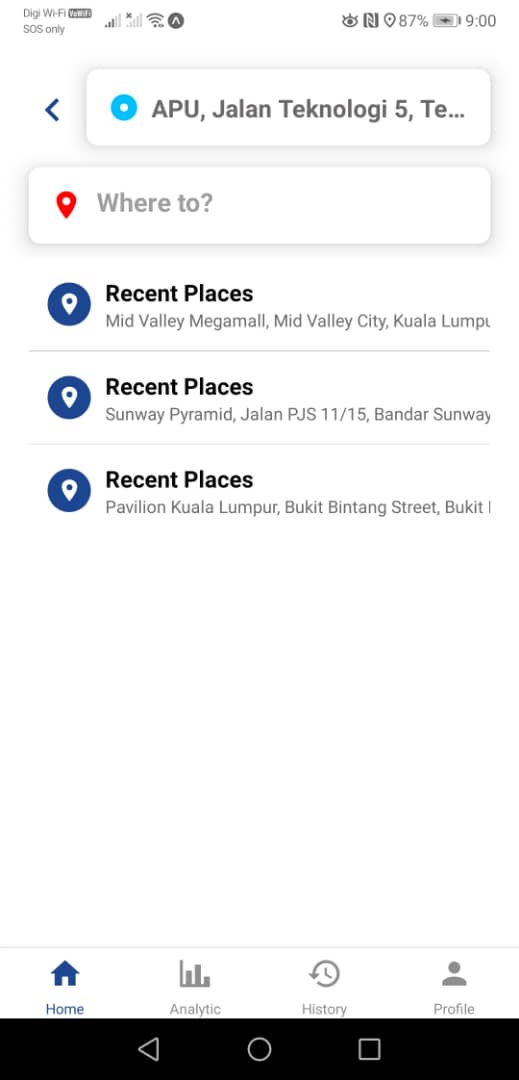 Digi Wi-Fi VoWiFi
SOS only
87% 9:00
APU, Jalan Teknologi 5, Te...
Where to?
Recent Places
Mid Valley Megamall, Mid Valley City, Kuala Lumpu
Recent Places
Sunway Pyramid, Jalan PJS 11/15, Bandar Sunway
Recent Places
Pavilion Kuala Lumpur, Bukit Bintang Street, Bukit
Home
Analytic
History
Profile